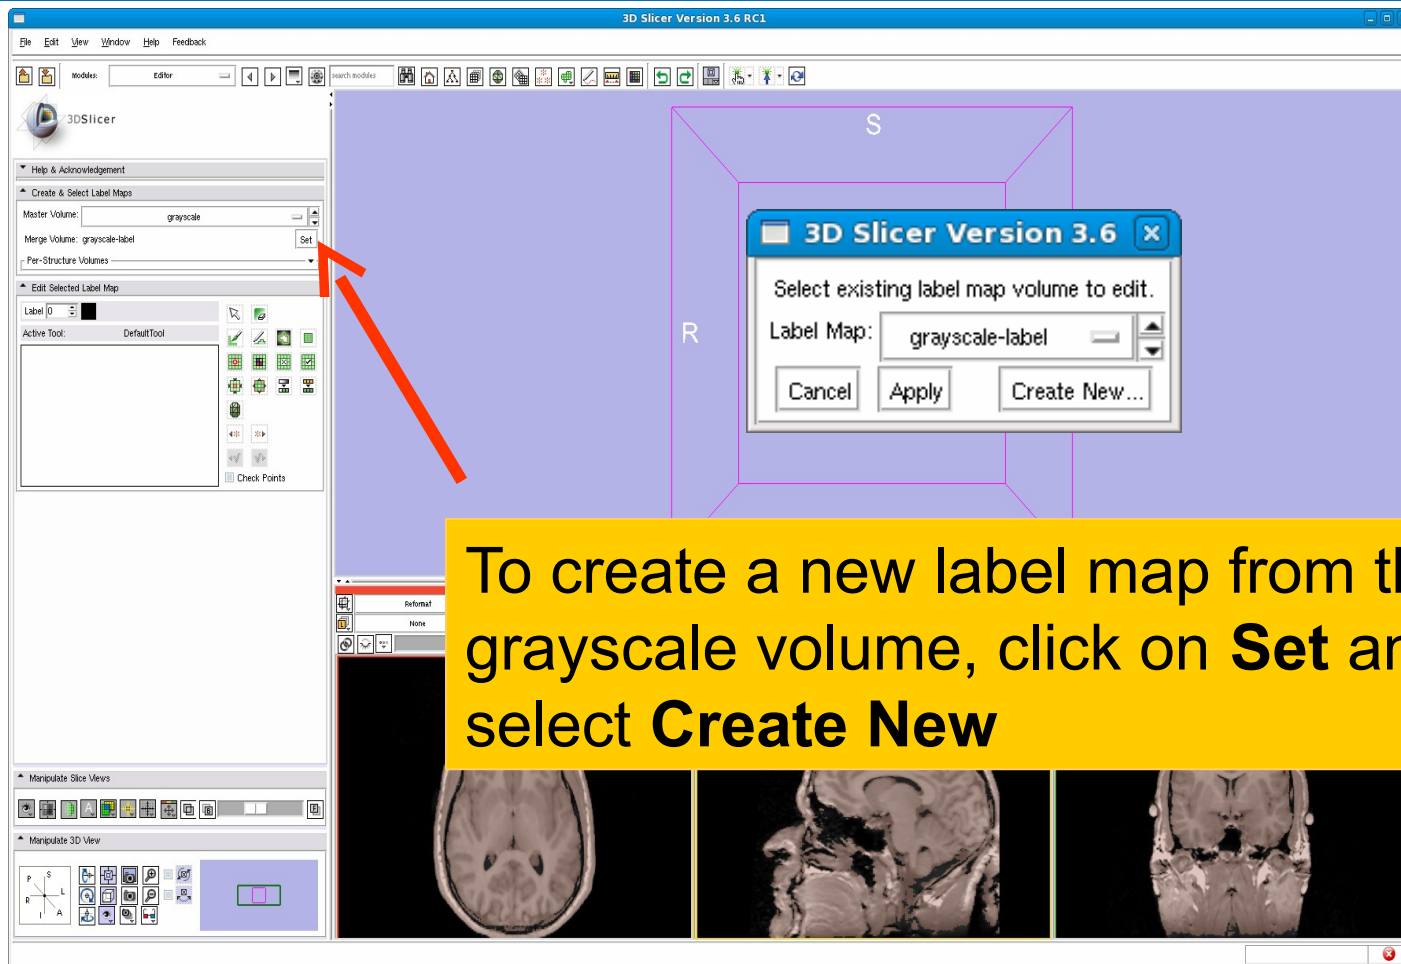 3D Slicer Version 3.6 RC1
File Edit View Window Help Feedback
Modules: Editor search modules
3DSlicer
Help & Acknowledgement
Create & Select Label Maps
Master Volume: grayscale
Merge Volume: grayscale-label Set
Per-Structure Volumes
Edit Selected Label Map
Label 0
Active Tool: DefaultTool
Check Points
S
R
3D Slicer Version 3.6
Select existing label map volume to edit.
Label Map: grayscale-label
Cancel Apply Create New...
To create a new label map from th
grayscale volume, click on Set an
select Create New
Reformat
None
Manipulate Slice Views
A
Manipulate 3D View
P S
R L
I A